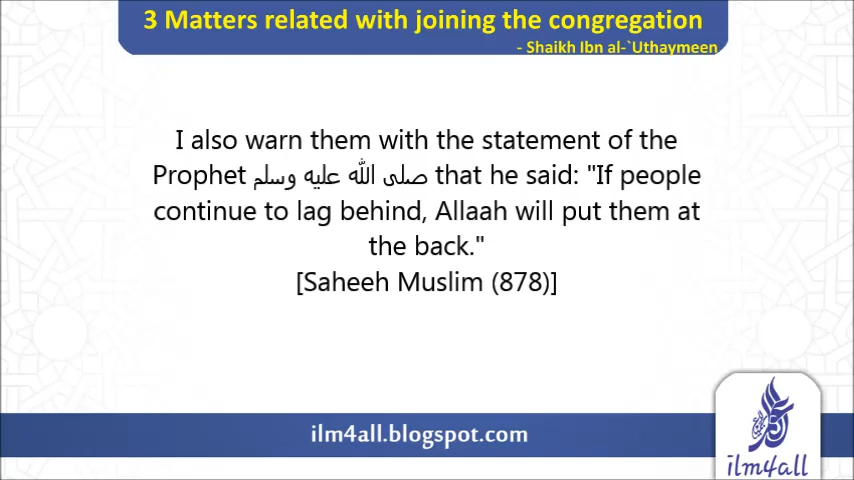 3 Matters related with joining the congregation
- Shaikh Ibn al-`Uthaymeen
I also warn them with the statement of the
Prophet صلى الله عليه وسلم that he said: "If people
continue to lag behind, Allaah will put them at
the back."
[Saheeh Muslim (878)]
ilm4all.blogspot.com
ilm4all